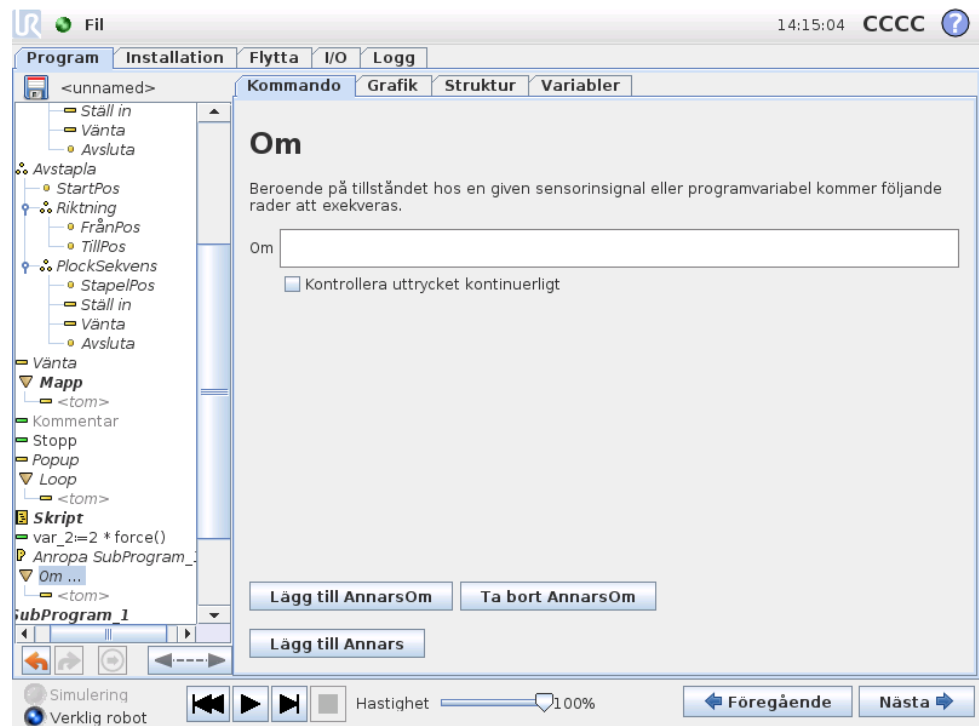 UR Fil 14:15:04 CCCC ?
Program Installation Flytta I/O Logg
<unnamed>
Kommando Grafik Struktur Variabler
Ställ in
Vänta
Avsluta
Avstapla
StartPos
Riktning
FrånPos
TillPos
PlockSekvens
StapelPos
Ställ in
Vänta
Avsluta
Vänta
Mapp
<tom>
Kommentar
Stopp
Popup
Loop
<tom>
Skript
var_2:=2 * force()
P Anropa SubProgram_1
Om ...
<tom>
SubProgram_1
Om
Beroende på tillståndet hos en given sensorinsignal eller programvariabel kommer följande
rader att exekveras.
Om
Kontrollera uttrycket kontinuerligt
Lägg till AnnarsOm Ta bort AnnarsOm
Lägg till Annars
Simulering
Verklig robot
Hastighet 100%
Föregående Nästa